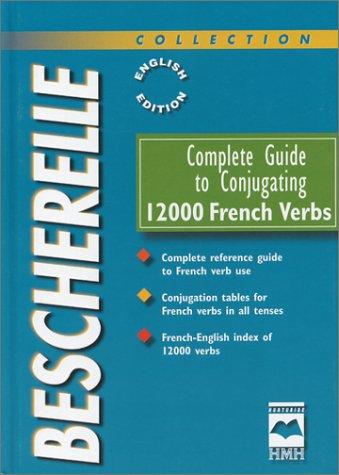 COLLECTION
BESCHERELLE
ENGLISH
EDITION
Complete Guide
to Conjugating
12000 French Verbs
Complete reference guide
to French verb use
Conjugation tables for
French verbs in all tenses
French-English index of
12000 verbs
HURTUBISE
HMH